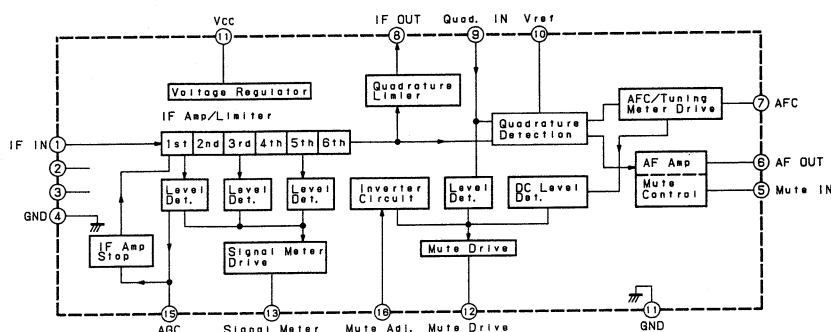 Vcc
IF OUT
Quad. IN
Vref
11
8
9
10
Voltage Regulator
Quadrature
Limier
IF Amp/Limiter
AFC/Tuning
Meter Drive
7
AFC
Quadrature
Detection
IF IN
1
1st
2nd
3rd
4th
5th
6th
2
3
AF Amp
Mute
Control
6
AF OUT
5
Mute IN
Level
Det.
Level
Det.
Level
Det.
Inverter
Circuit
Level
Det.
DC Level
Det.
GND
4
IF Amp
Stop
Signal Meter
Drive
Mute Drive
15
13
16
12
11
AGC
Signal Meter
Mute Adj.
Mute Drive
GND